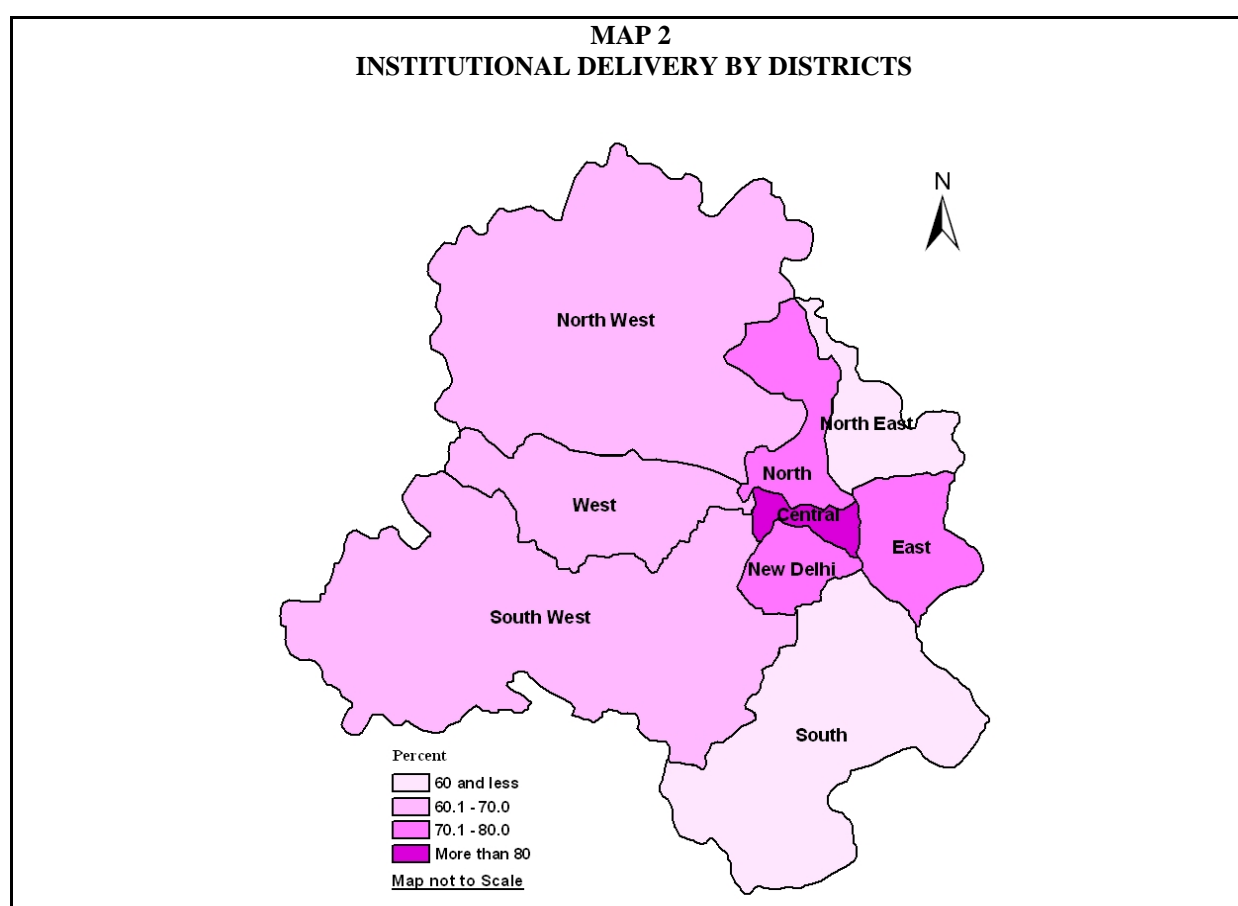 MAP 2
INSTITUTIONAL DELIVERY BY DISTRICTS
N
North West
North East
North
West
Central
East
New Delhi
South West
South
Percent
60 and less
60.1 - 70.0
70.1 - 80.0
More than 80
Map not to Scale